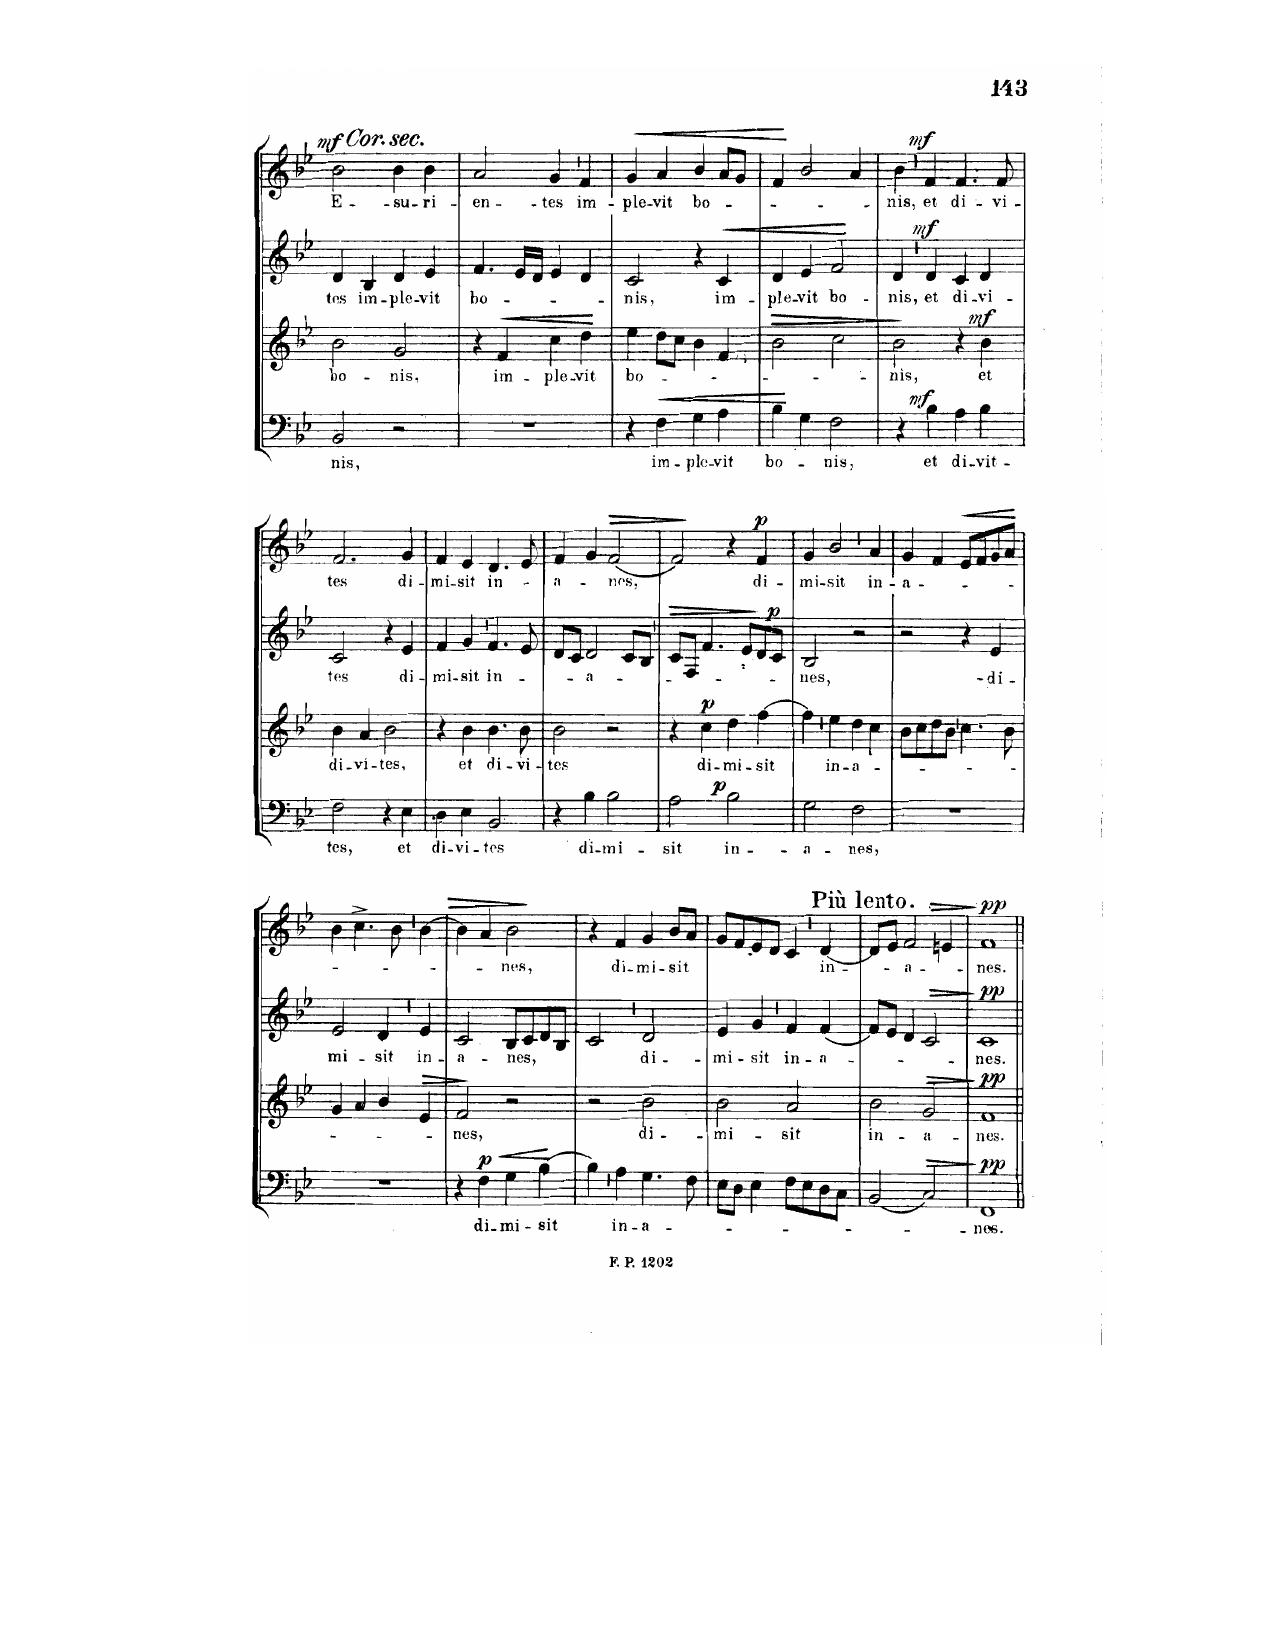 143
mf Cor. sec.
E - su - ri - en - tes im - ple - vit bo - nis, et di - vi -
mf
mf
tes im - ple - vit bo - nis, im - ple - vit bo - nis, et di - vi -
mf
bo - nis, im - ple - vit bo - nis, et
mf
nis, im - ple - vit bo - nis, et di - vit -
p
tes di - mi - sit in - a - nes, di - mi - sit in - a -
p
tes di - mi - sit in - a - nes, - di -
p
di - vi - tes, et di - vi - tes di - mi - sit in - a -
p
tes, et di - vi - tes di - mi - sit in - a - nes,
Più lento.
pp
- nes, di - mi - sit in - a - nes.
pp
mi - sit in - a - nes, di - mi - sit in - a - nes.
pp
- nes, di - mi - sit in - a - nes.
p
pp
di - mi - sit in - a - nes.
F. P. 1202